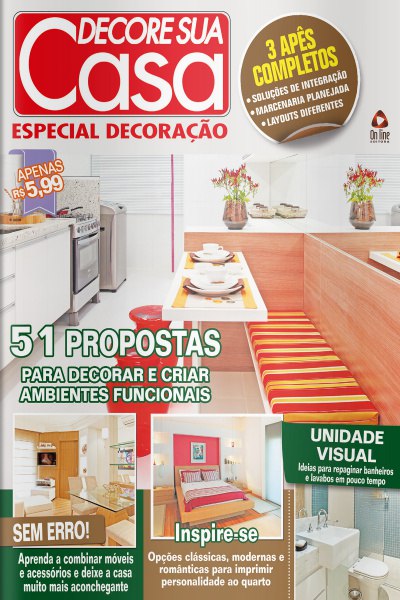 DECORE SUA
Casa
ESPECIAL DECORAÇÃO
3 APÊS
COMPLETOS
• SOLUÇÕES DE INTEGRAÇÃO
• MARCENARIA PLANEJADA
• LAYOUTS DIFERENTES
On line
EDITORA
APENAS
R$ 5,99
51 PROPOSTAS
PARA DECORAR E CRIAR
AMBIENTES FUNCIONAIS
UNIDADE
VISUAL
Ideias para repaginar banheiros
e lavabos em pouco tempo
SEM ERRO!
Aprenda a combinar móveis
e acessórios e deixe a casa
muito mais aconchegante
Inspire-se
Opções clássicas, modernas e
românticas para imprimir
personalidade ao quarto